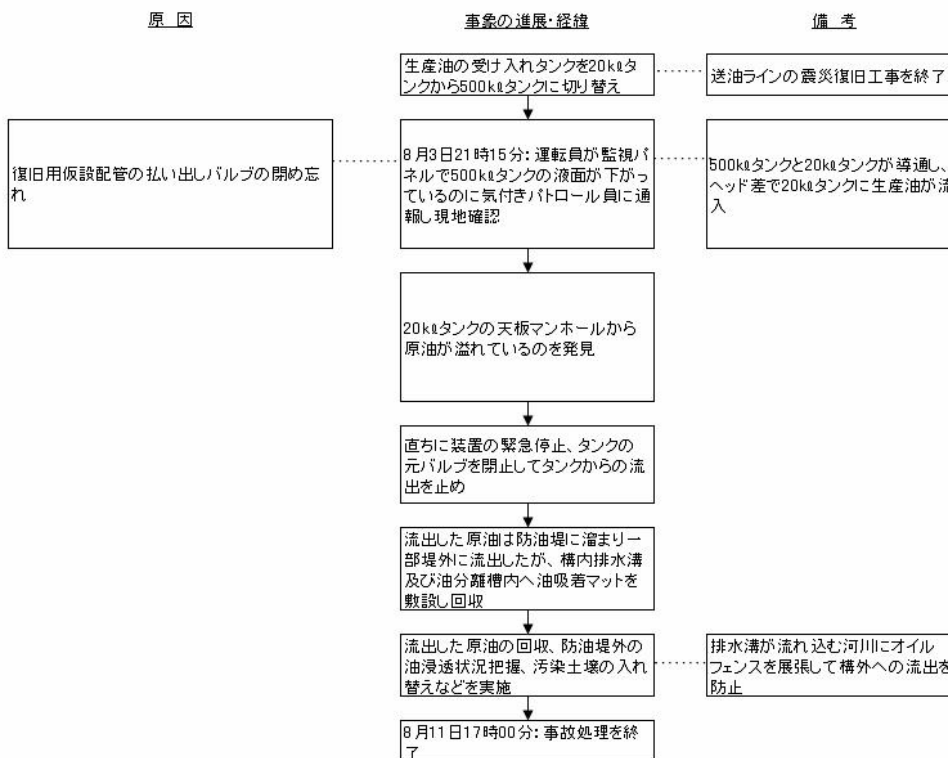 原 因
事象の進展・経緯
備 考
生産油の受け入れタンクを20kℓタ
ンクから500kℓタンクに切り替え
送油ラインの震災復旧工事を終了
復旧用仮設配管の払い出しバルブの閉め忘
れ
8月3日21時15分：運転員が監視パ
ネルで500kℓタンクの液面が下がっ
ているのに気付きパトロール員に通
報し現地確認
500kℓタンクと20kℓタンクが導通し、
ヘッド差で20kℓタンクに生産油が流
入
20kℓタンクの天板マンホールから
原油が溢れているのを発見
直ちに装置の緊急停止、タンクの
元バルブを閉止してタンクからの流
出を止め
流出した原油は防油堤に溜まり一
部堤外に流出したが、構内排水溝
及び油分離槽内へ油吸着マットを
敷設し回収
流出した原油の回収、防油堤外の
油浸透状況把握、汚染土壌の入れ
替えなどを実施
排水溝が流れ込む河川にオイル
フェンスを展張して構外への流出を
防止
8月11日17時00分：事故処理を終
了